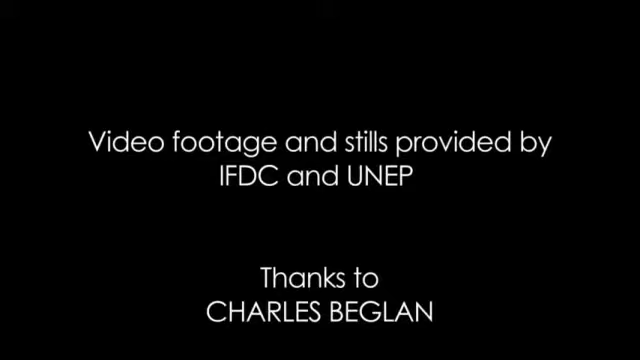 Video footage and stills provided by
IFDC and UNEP
Thanks to
CHARLES BEGLAN